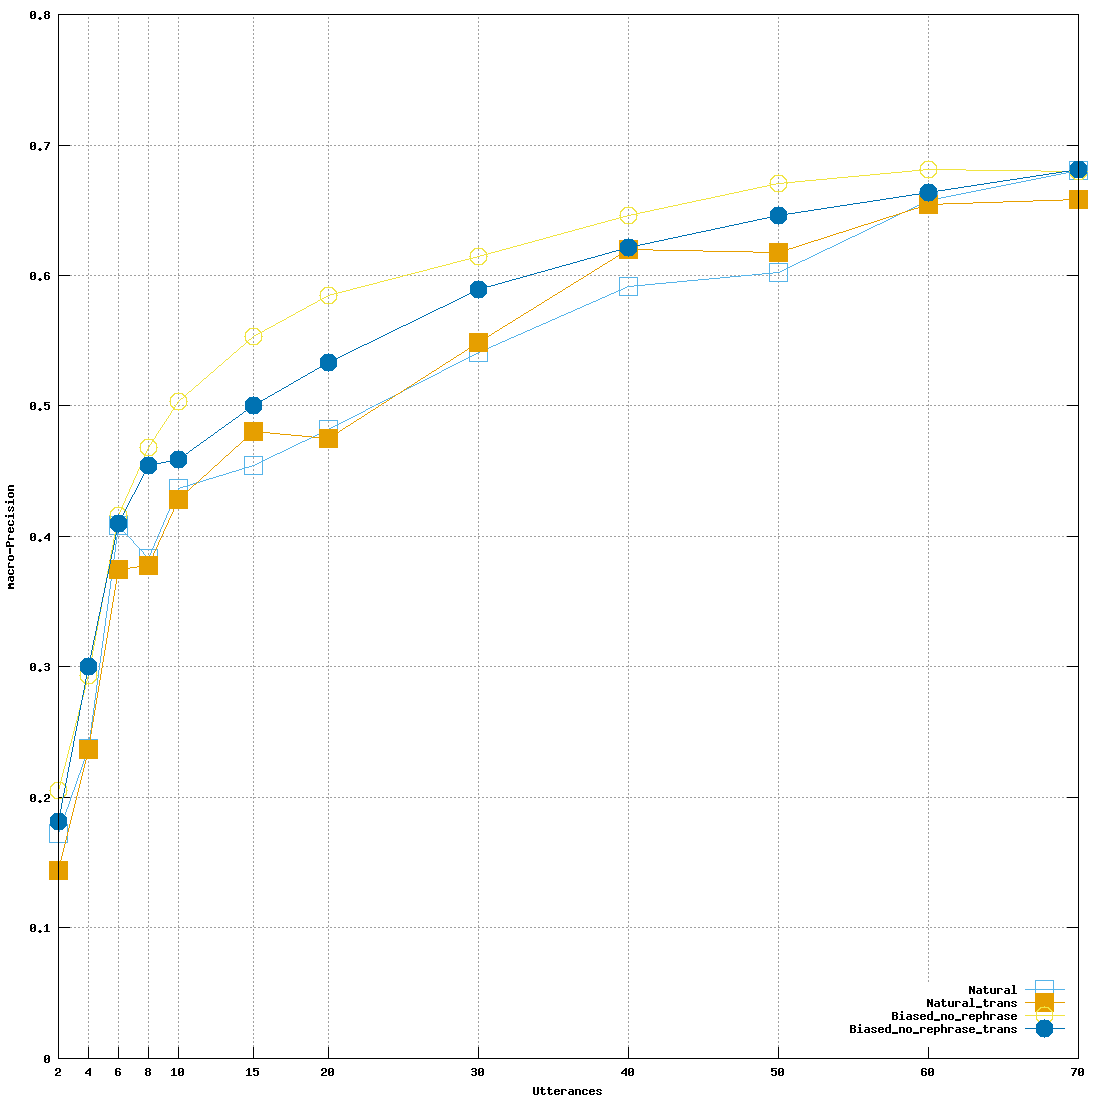 0.8
0.7
0.6
0.5
0.4
0.3
0.2
0.1
0
macro-Precision
2 4 6 8 10 15 20 30 40 50 60 70
Utterances
Natural
Natural_trans
Biased_no_rephrase
Biased_no_rephrase_trans